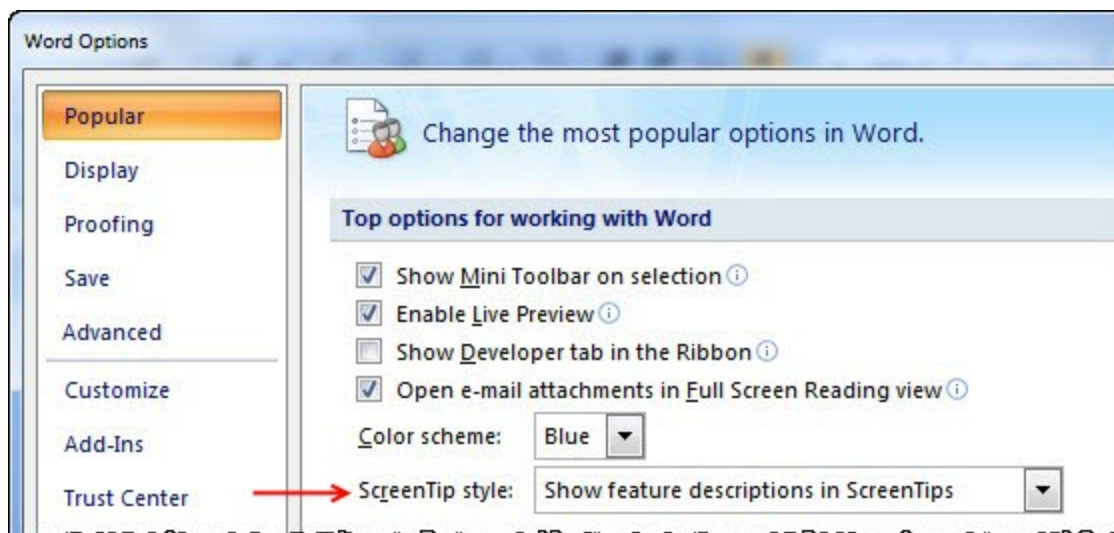 Word Options
Popular
Display
Proofing
Save
Advanced
Customize
Add-Ins
Trust Center
Change the most popular options in Word.
Top options for working with Word
Show Mini Toolbar on selection
Enable Live Preview
Show Developer tab in the Ribbon
Open e-mail attachments in Full Screen Reading view
Color scheme: Blue
ScreenTip style: Show feature descriptions in ScreenTips